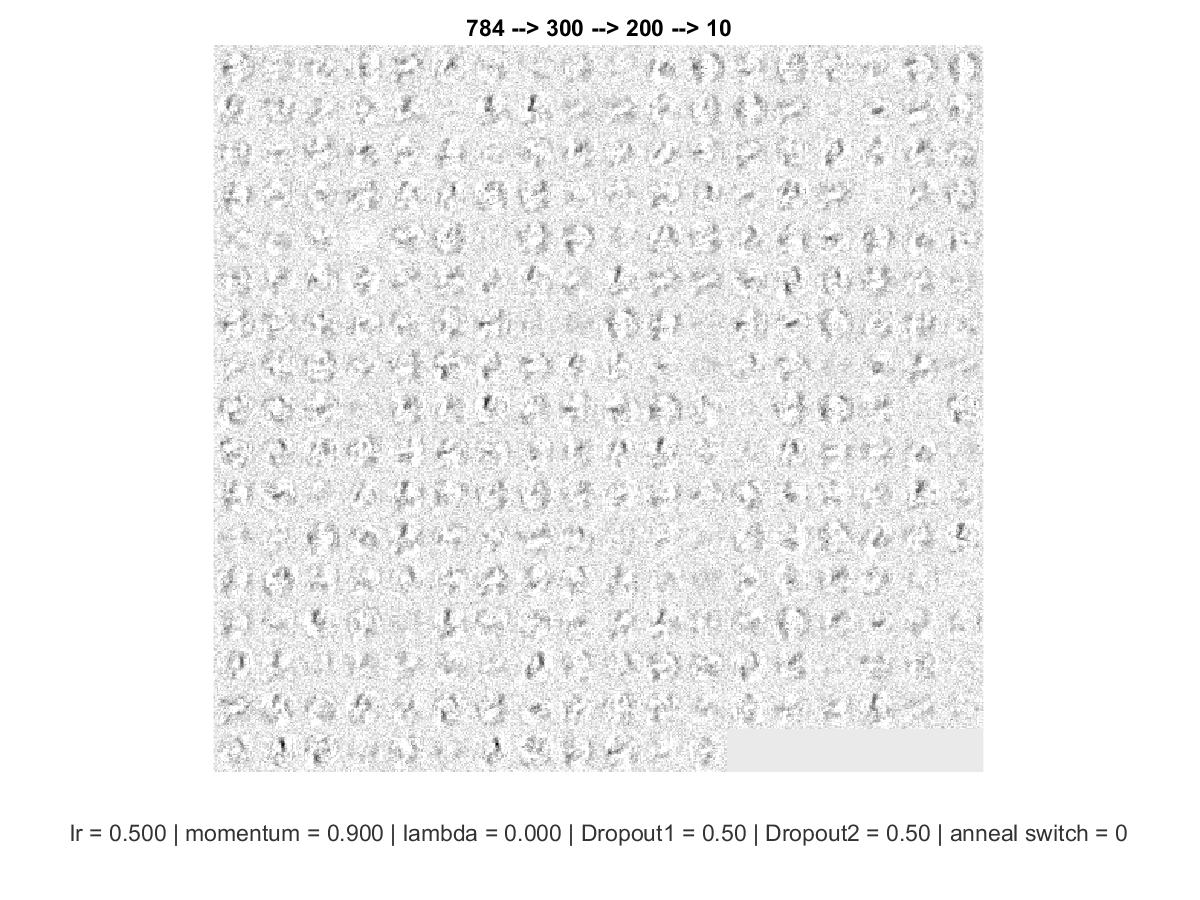 784 --> 300 --> 200 --> 10
lr = 0.500 | momentum = 0.900 | lambda = 0.000 | Dropout1 = 0.50 | Dropout2 = 0.50 | anneal switch = 0